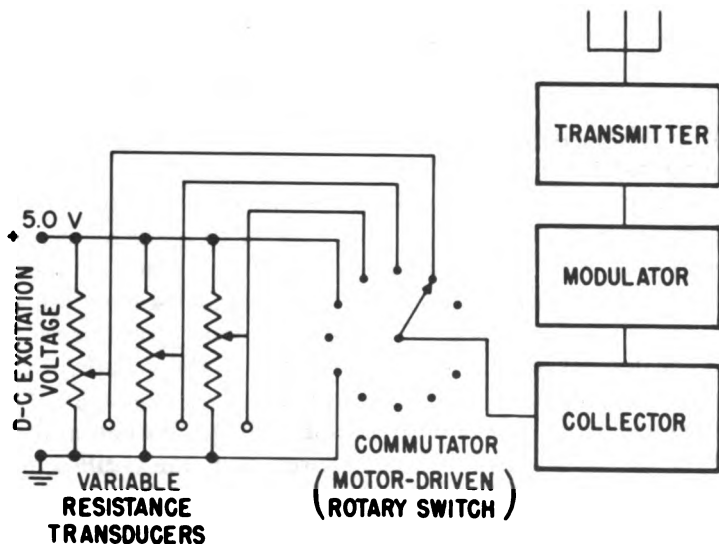 TRANSMITTER
+ 5.0 V
MODULATOR
D-C EXCITATION
VOLTAGE
COLLECTOR
COMMUTATOR
(MOTOR-DRIVEN
ROTARY SWITCH)
VARIABLE
RESISTANCE
TRANSDUCERS